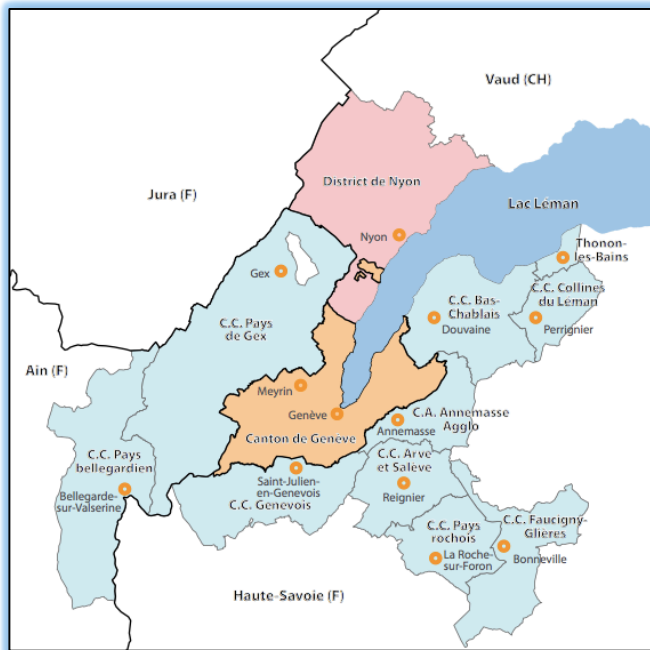 Vaud (CH)
Jura (F)
District de Nyon
Lac Léman
Nyon
Thonon-
les-Bains
Gex
C.C. Collines
du Léman
C.C. Bas-
Chablais
C.C. Pays
de Gex
Douvaine
Perrignier
Ain (F)
Meyrin
Genève
C.A. Annemasse
Agglo
Annemasse
Canton de Genève
C.C. Pays
bellegardien
C.C. Arve
et Salève
Saint-Julien-
en-Genevois
Bellegarde-
sur-Valserine
Reignier
C.C. Genevois
C.C. Pays
rochois
C.C. Faucigny-
Glières
La Roche-
sur-Foron
Bonneville
Haute-Savoie (F)